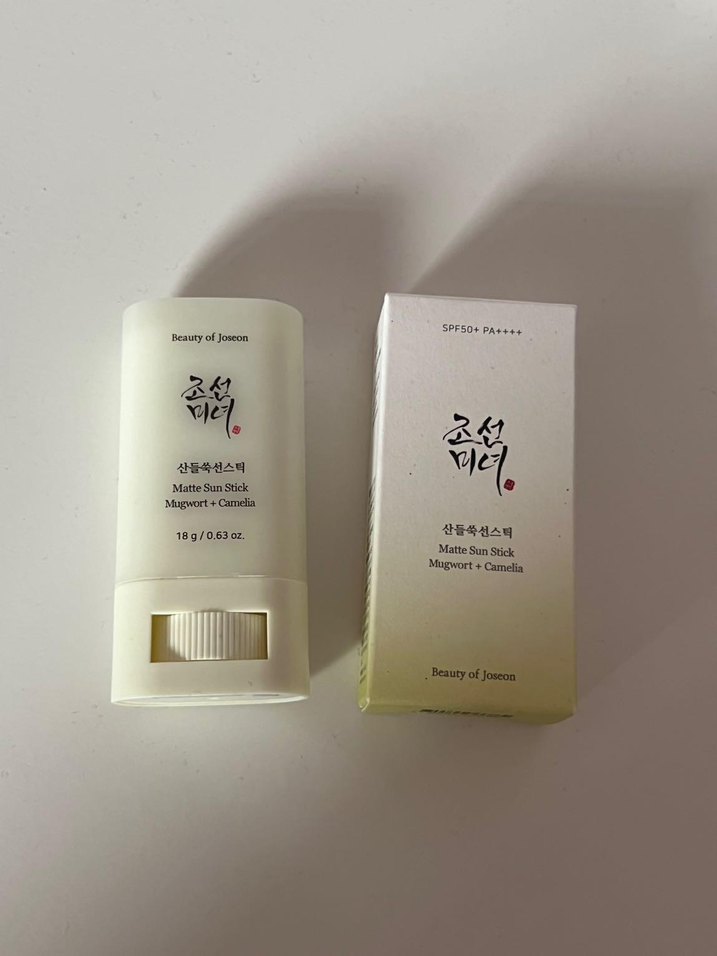 Beauty of Joseon
조선
미녀
산들쑥선스틱
Matte Sun Stick
Mugwort + Camelia
18 g / 0.63 oz.
SPF50+ PA++++
조선
미녀
산들쑥선스틱
Matte Sun Stick
Mugwort + Camelia
Beauty of Joseon